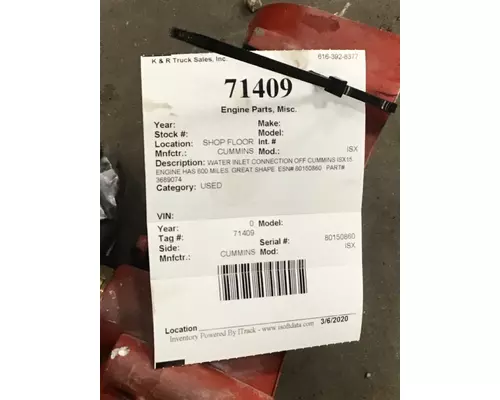 K & R Truck Sales, Inc. 616-392-8377
71409
Engine Parts, Misc.
Year: Make:
Stock #: Model:
Location: SHOP FLOOR Int. #
Mnfctr.: CUMMINS Mod.: ISX
Description: WATER INLET CONNECTION OFF CUMMINS ISX15.
ENGINE HAS 800 MILES. GREAT SHAPE. ESN# 80150860 PART#
3689074
Category: USED
VIN:
Year: 0 Model:
Tag #: 71409
Side: Serial #: 80150860
Mnfctr.: CUMMINS Mod: ISX
Location
3/6/2020
Inventory Powered By ITrack - www.isoftdata.com